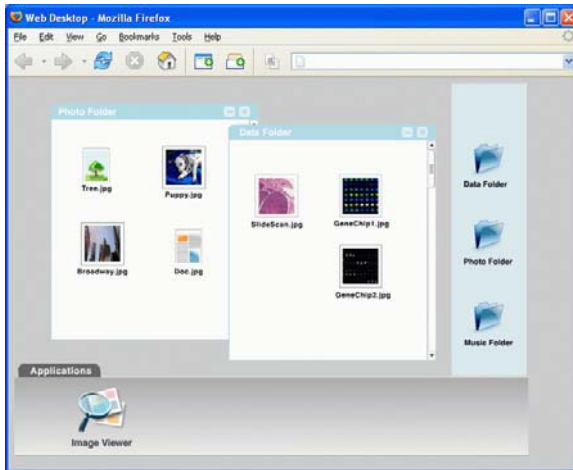 Web Desktop - Mozilla Firefox
File Edit View Go Bookmarks Tools Help
Photo Folder
Data Folder
Tree.jpg
Puppy.jpg
Broadway.jpg
Doc.jpg
SlideScan.jpg
GeneChip1.jpg
GeneChip2.jpg
Data Folder
Photo Folder
Music Folder
Applications
Image Viewer